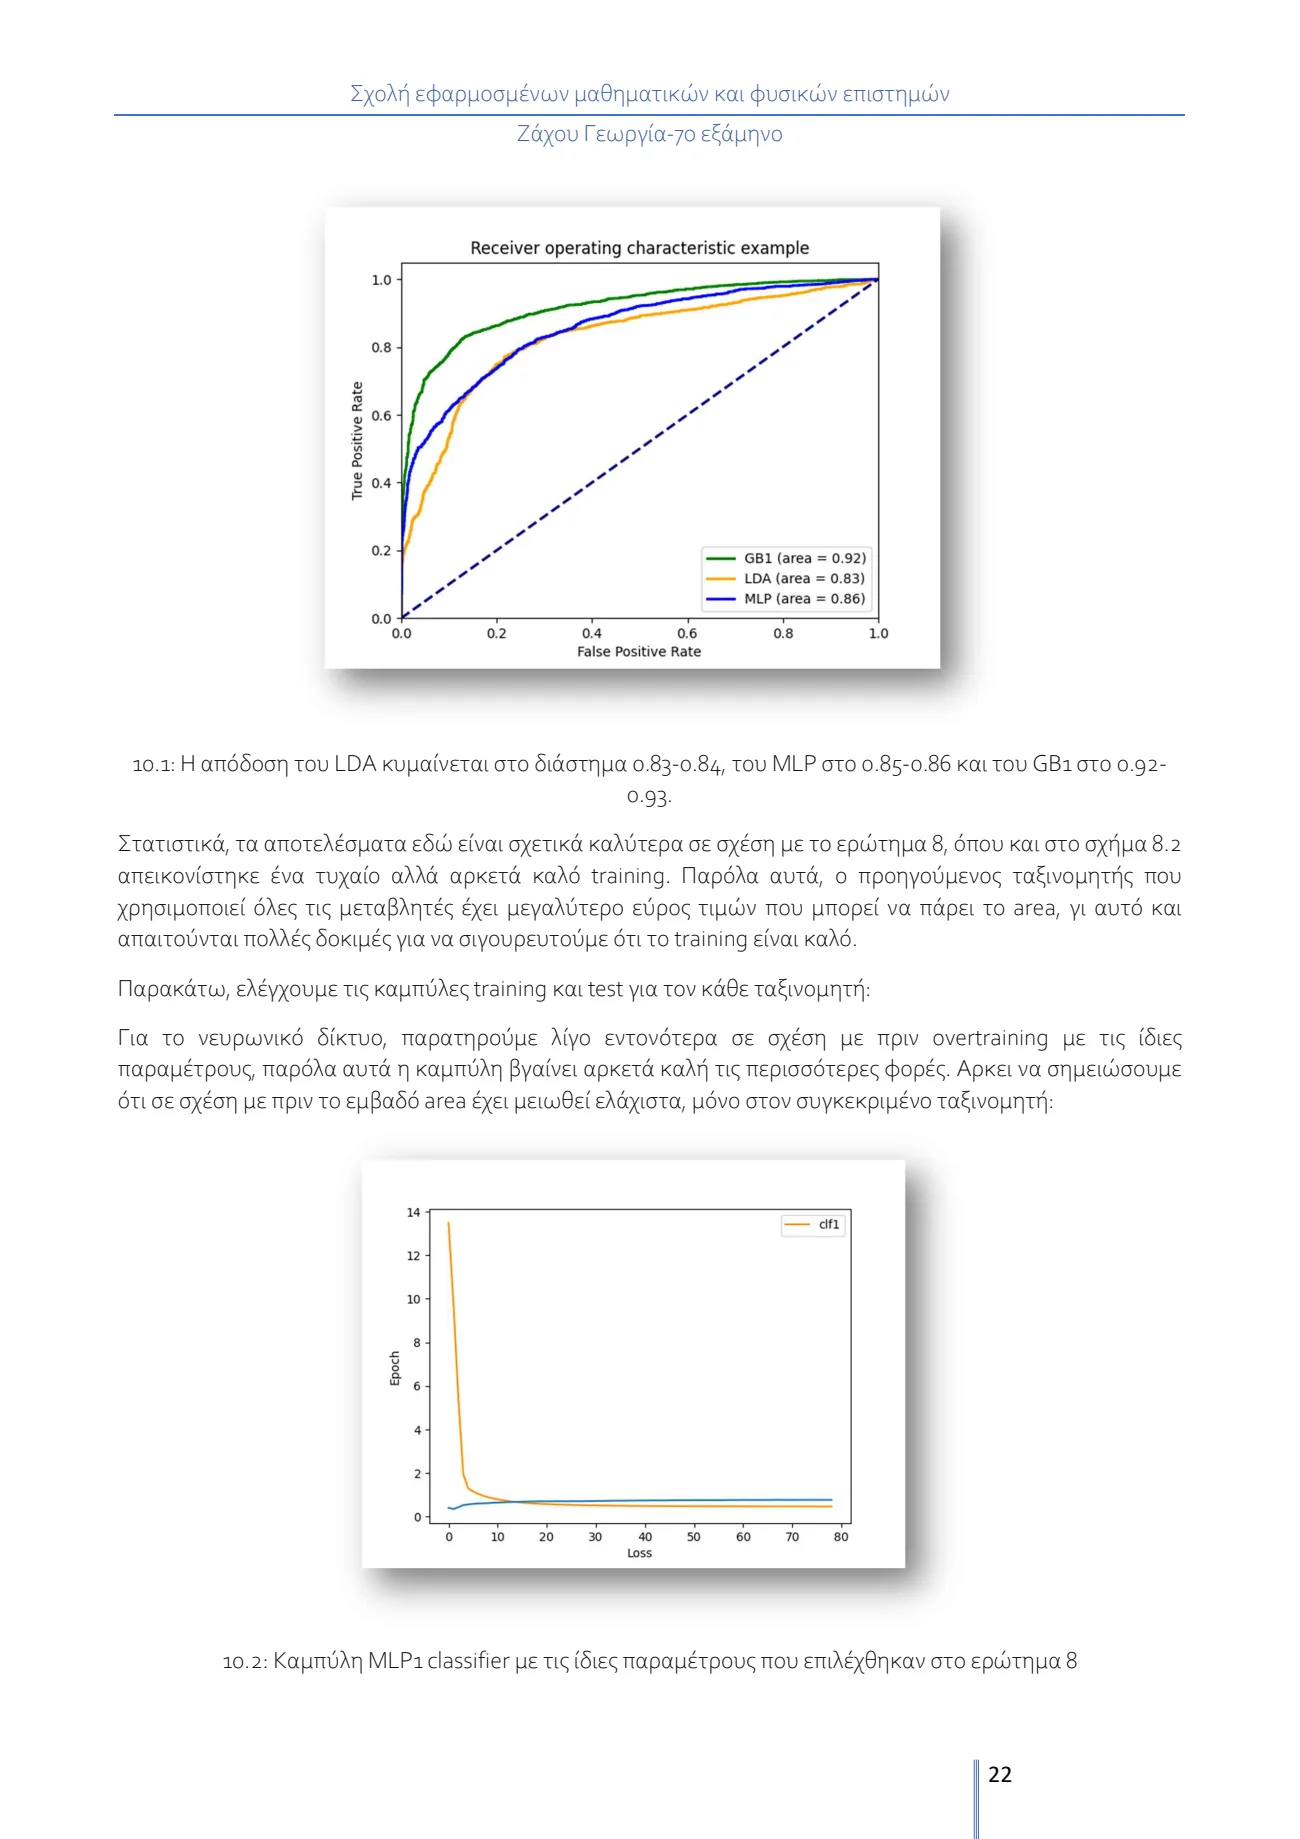 Σχολή εφαρμοσμένων μαθηματικών και φυσικών επιστημών
Ζάχου Γεωργία-7ο εξάμηνο
Receiver operating characteristic example
True Positive Rate
1.0
0.8
0.6
0.4
0.2
0.0
GB1 (area = 0.92)
LDA (area = 0.83)
MLP (area = 0.86)
0.0 0.2 0.4 0.6 0.8 1.0
False Positive Rate
10.1: Η απόδοση του LDA κυμαίνεται στο διάστημα 0.83-0.84, του MLP στο 0.85-0.86 και του GB1 στο 0.92-
0.93.
Στατιστικά, τα αποτελέσματα εδώ είναι σχετικά καλύτερα σε σχέση με το ερώτημα 8, όπου και στο σχήμα 8.2
απεικονίστηκε ένα τυχαίο αλλά αρκετά καλό training. Παρόλα αυτά, ο προηγούμενος ταξινομητής που
χρησιμοποιεί όλες τις μεταβλητές έχει μεγαλύτερο εύρος τιμών που μπορεί να πάρει το area, γι αυτό και
απαιτούνται πολλές δοκιμές για να σιγουρευτούμε ότι το training είναι καλό.
Παρακάτω, ελέγχουμε τις καμπύλες training και test για τον κάθε ταξινομητή:
Για το νευρωνικό δίκτυο, παρατηρούμε λίγο εντονότερα σε σχέση με πριν overtraining με τις ίδιες
παραμέτρους, παρόλα αυτά η καμπύλη βγαίνει αρκετά καλή τις περισσότερες φορές. Αρκει να σημειώσουμε
ότι σε σχέση με πριν το εμβαδό area έχει μειωθεί ελάχιστα, μόνο στον συγκεκριμένο ταξινομητή:
clf1
Epoch
14
12
10
8
6
4
2
0
0 10 20 30 40 50 60 70 80
Loss
10.2: Καμπύλη MLP1 classifier με τις ίδιες παραμέτρους που επιλέχθηκαν στο ερώτημα 8
22